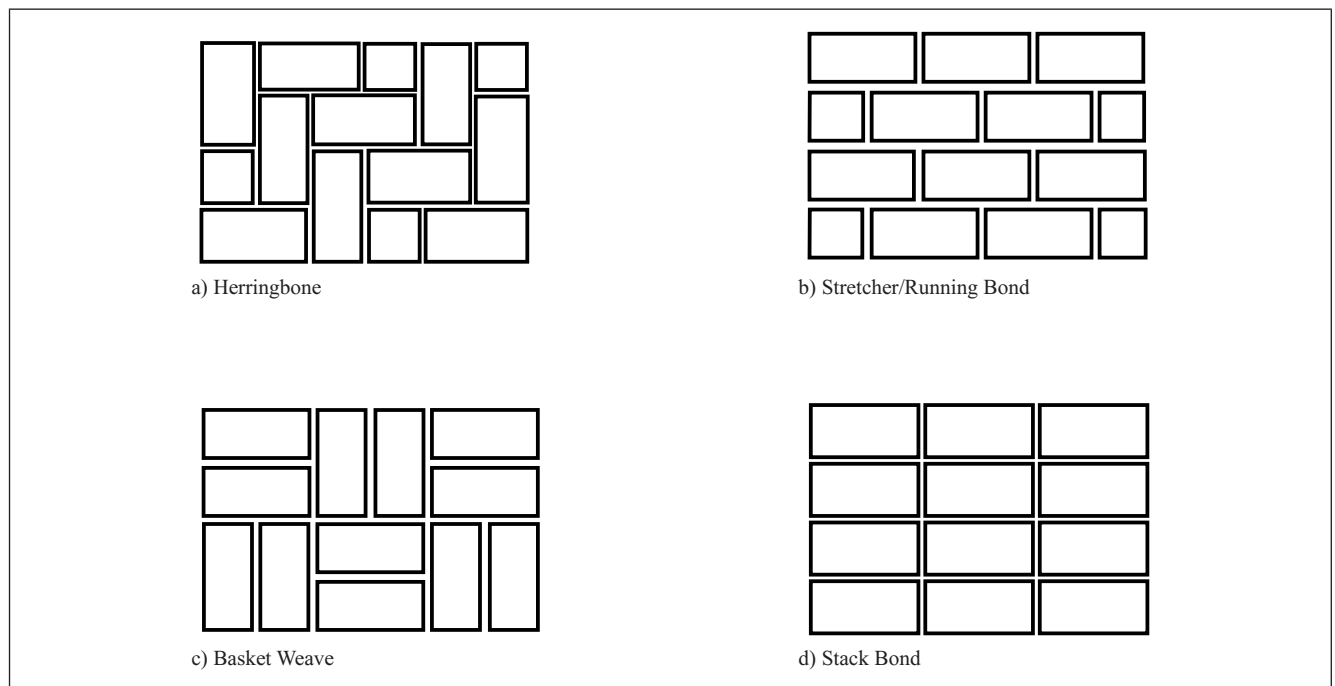 a) Herringbone
b) Stretcher/Running Bond
c) Basket Weave
d) Stack Bond